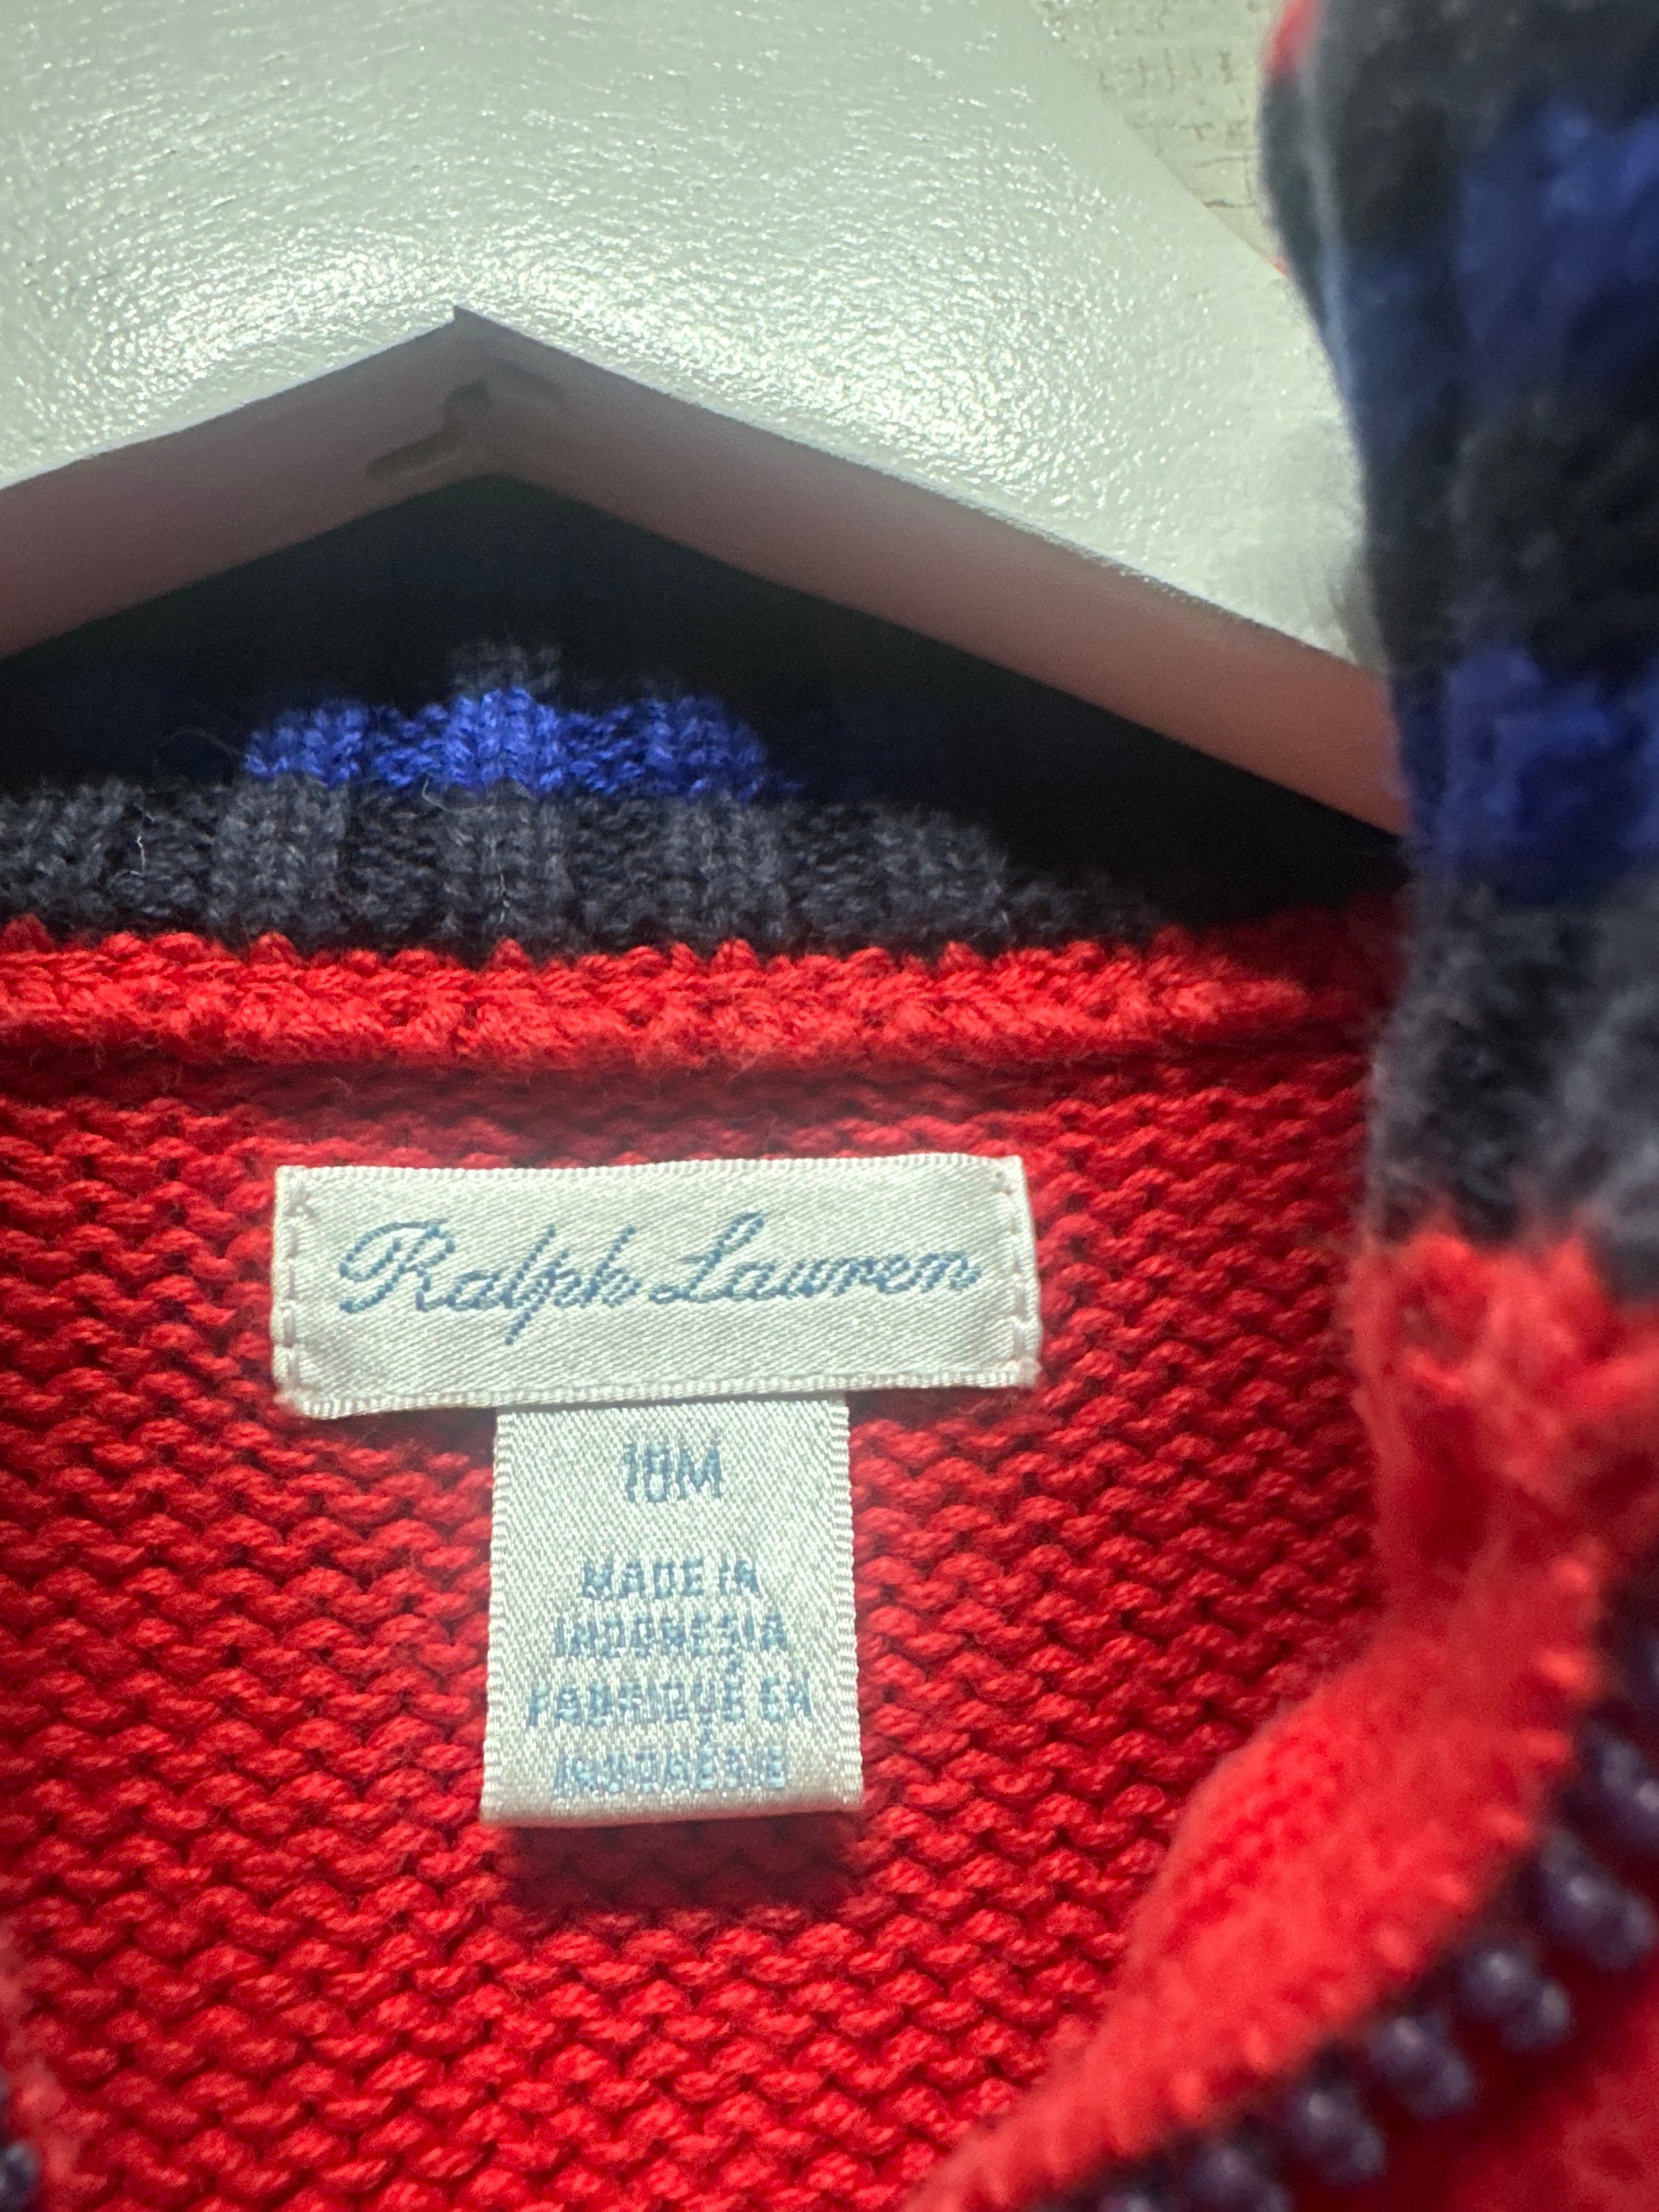 Ralph Lauren
18M
MADE IN
INDONESIA
FABRIQUÉ EN
INDONÉSIE